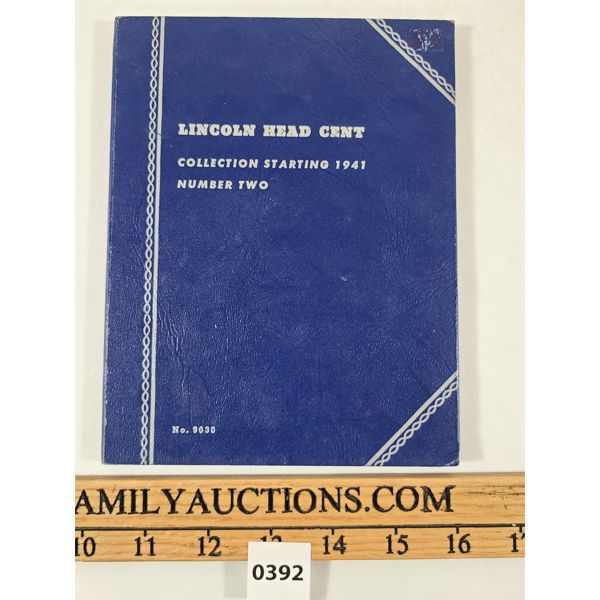 LINCOLN HEAD CENT
COLLECTION STARTING 1941
NUMBER TWO
No. 9030
AMILYAUCTIONS.COM
10 11 12 14 15 16
0392